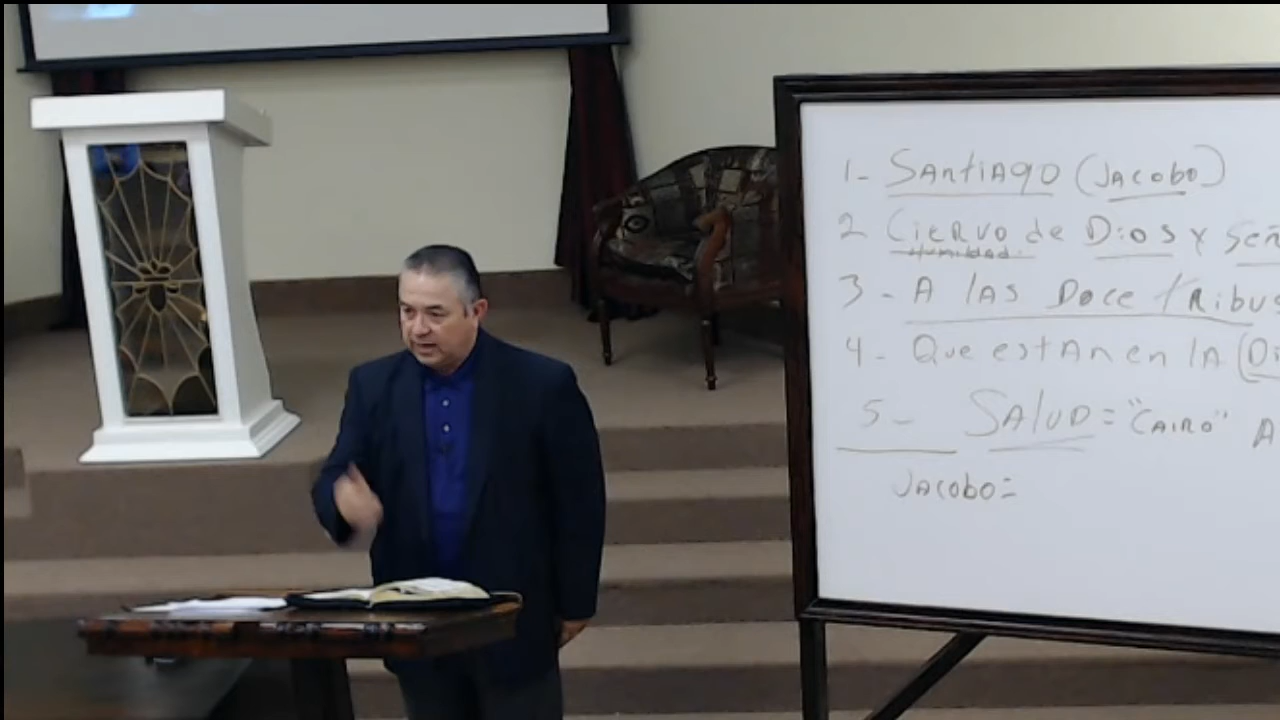 1- Santiago (Jacobo)
2 Ciervo de Dios y Señ
Humildad
3 - A las Doce tribus
4 - Que estan en la (Di
5 - Salud = "Cairo" A
Jacobo =